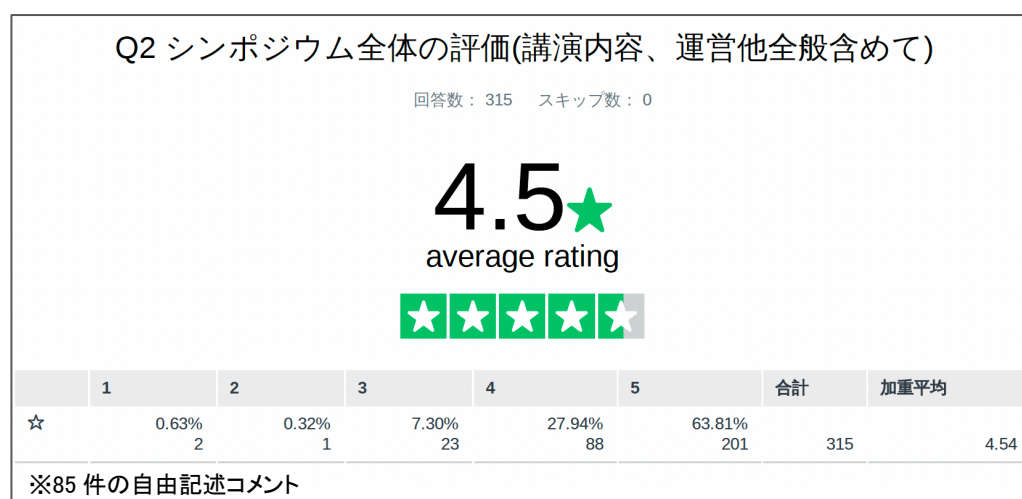 Q2 シンポジウム全体の評価(講演内容、運営他全般含めて)
回答数： 315 スキップ数： 0
4.5
average rating
1 2 3 4 5 合計 加重平均
☆ 0.63% 0.32% 7.30% 27.94% 63.81%
2 1 23 88 201 315 4.54
※85 件の自由記述コメント